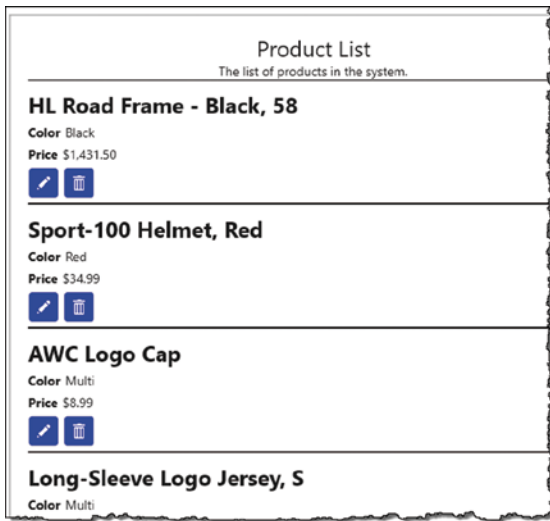 Product List
The list of products in the system.
HL Road Frame - Black, 58
Color Black
Price $1,431.50
Sport-100 Helmet, Red
Color Red
Price $34.99
AWC Logo Cap
Color Multi
Price $8.99
Long-Sleeve Logo Jersey, S
Color Multi